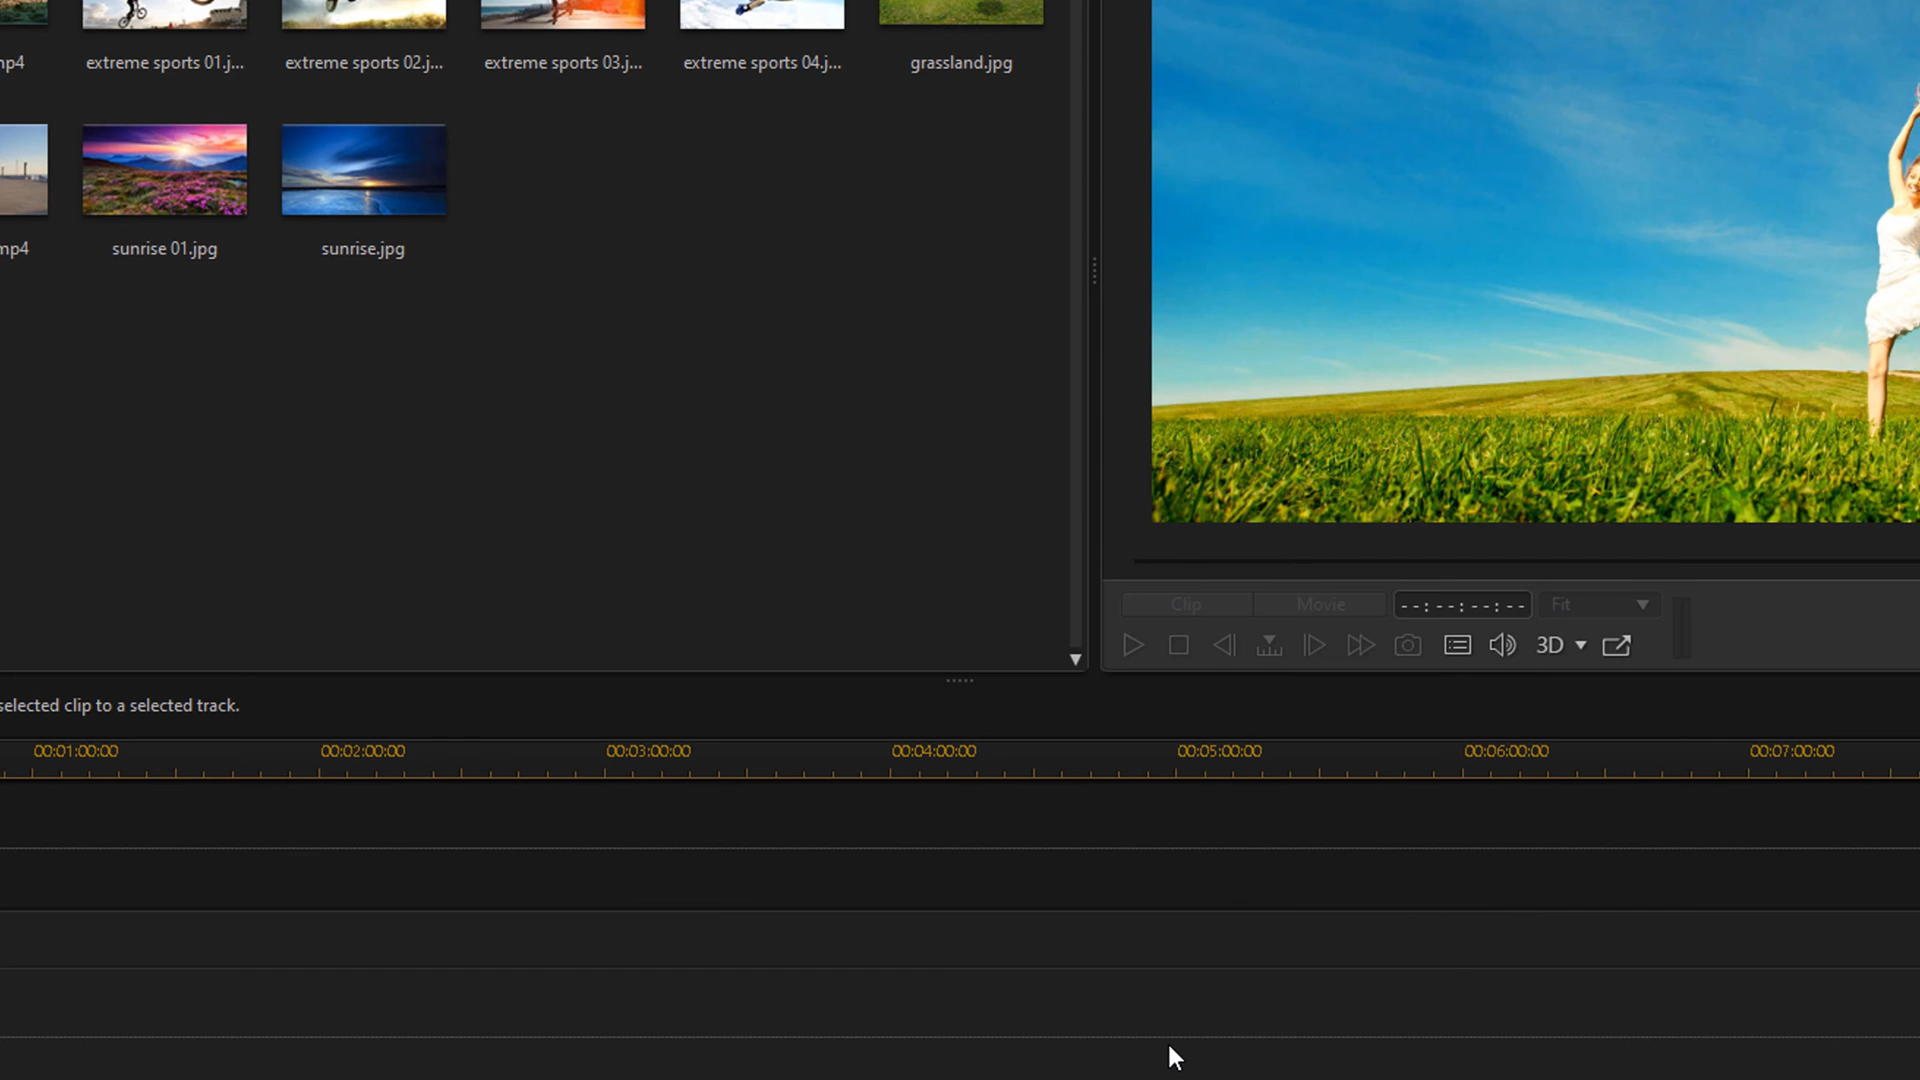 mp4
extreme sports 01.j...
extreme sports 02.j...
extreme sports 03.j...
extreme sports 04.j...
grassland.jpg
mp4
sunrise 01.jpg
sunrise.jpg
Clip
Movie
--:--:--:--
Fit
3D
selected clip to a selected track.
00:01:00:00
00:02:00:00
00:03:00:00
00:04:00:00
00:05:00:00
00:06:00:00
00:07:00:00